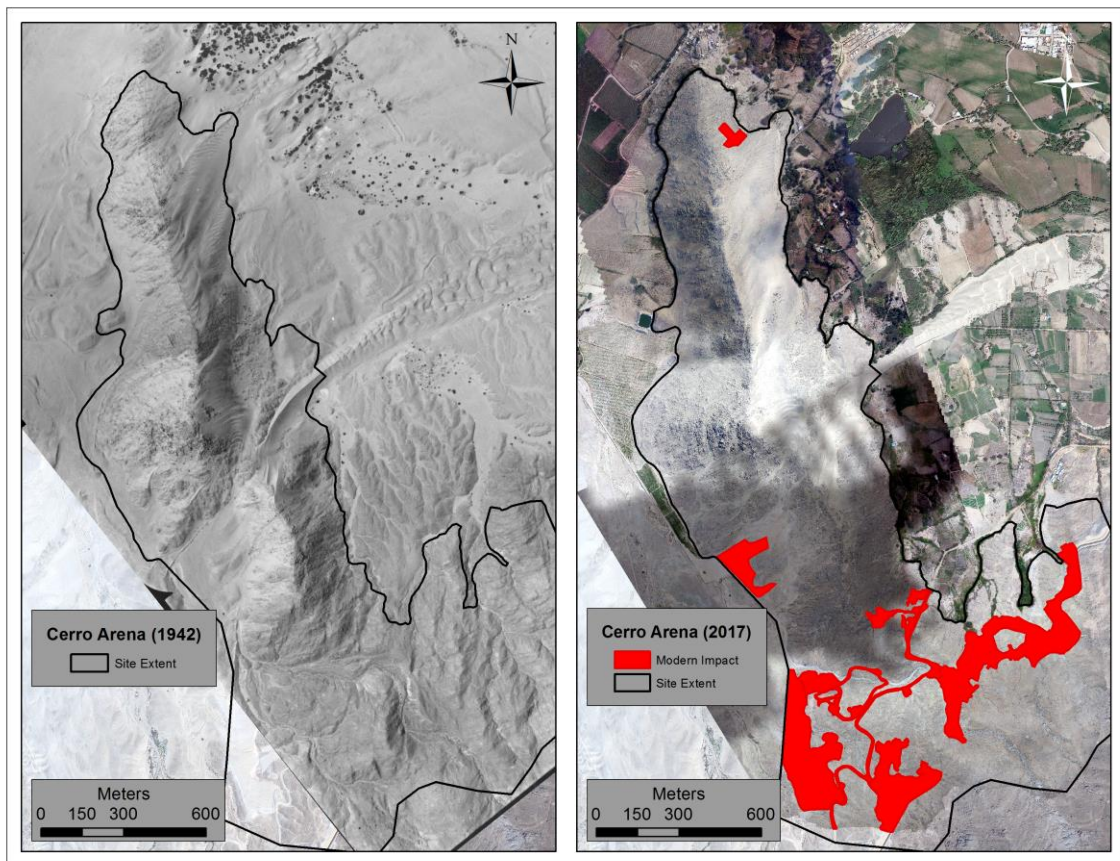 N
Cerro Arena (1942)
Site Extent
Meters
0 150 300 600
N
Cerro Arena (2017)
Modern Impact
Site Extent
Meters
0 150 300 600